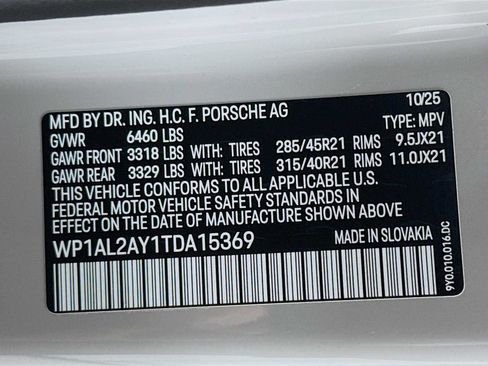 MFD BY DR. ING. H.C. F. PORSCHE AG 10/25
GVWR 6460 LBS TYPE: MPV
GAWR FRONT 3318 LBS WITH: TIRES 285/45R21 RIMS 9.5JX21
GAWR REAR 3329 LBS WITH: TIRES 315/40R21 RIMS 11.0JX21
THIS VEHICLE CONFORMS TO ALL APPLICABLE U.S.
FEDERAL MOTOR VEHICLE SAFETY STANDARDS IN
EFFECT ON THE DATE OF MANUFACTURE SHOWN ABOVE.
WP1AL2AY1TDA15369 MADE IN SLOVAKIA
9Y0.010.016.DC